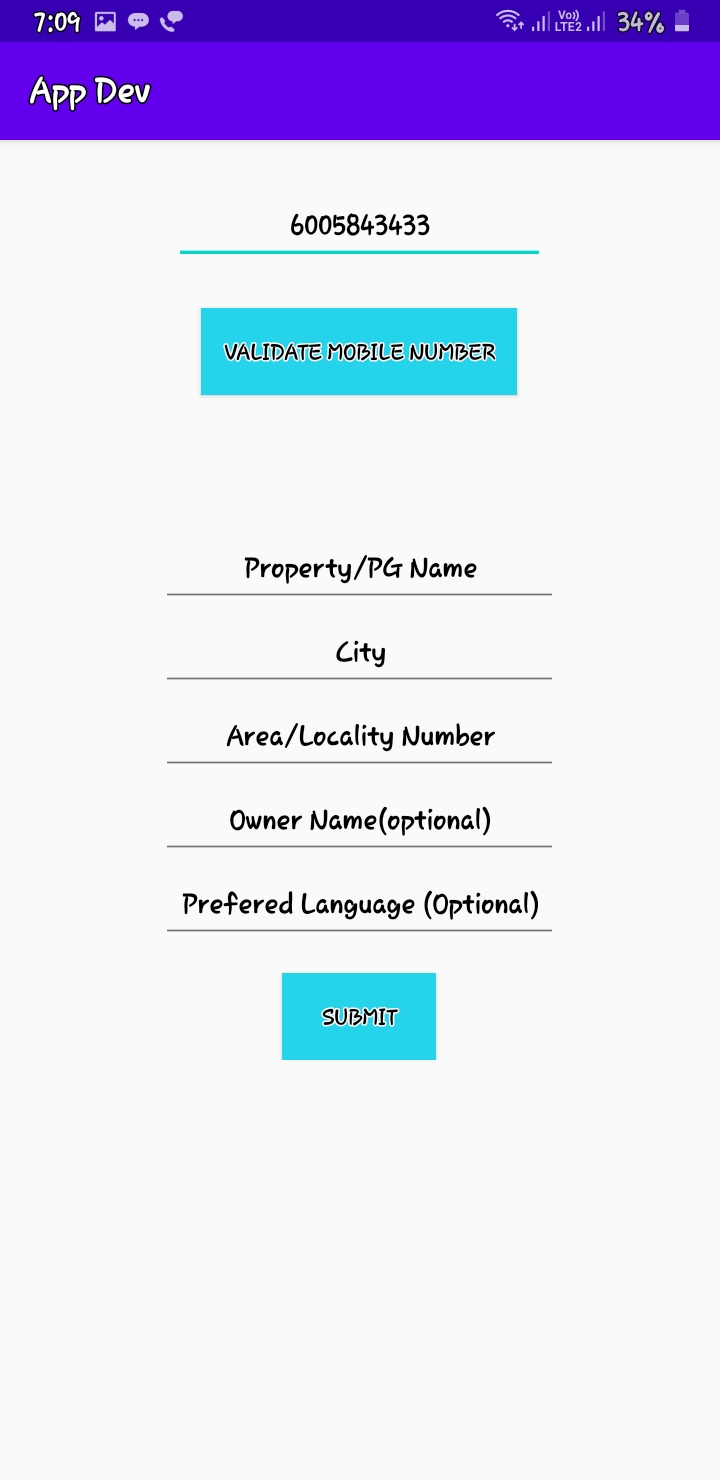 7:09 Vo) LTE2 34%
App Dev
6005843433
VALIDATE MOBILE NUMBER
Property/PG Name
City
Area/Locality Number
Owner Name(optional)
Prefered Language (Optional)
SUBMIT